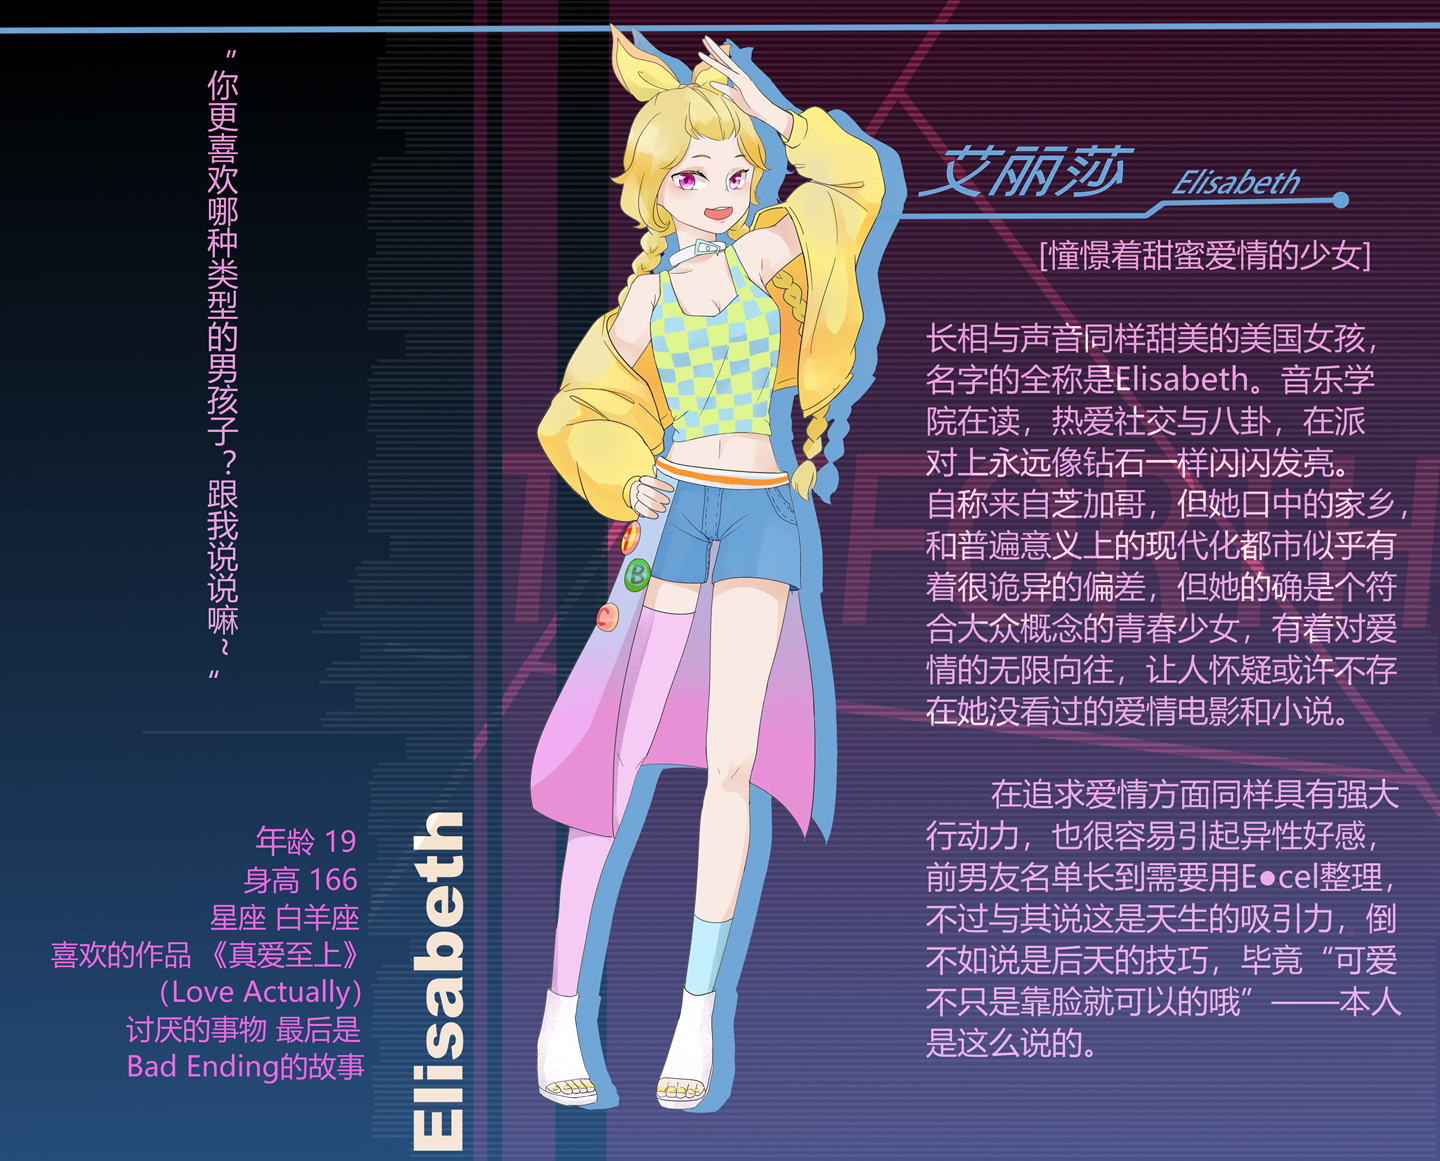 “你更喜欢哪种类型的男孩子？跟我说说嘛~“
艾丽莎 Elisabeth
[憧憬着甜蜜爱情的少女]
长相与声音同样甜美的美国女孩，
名字的全称是Elisabeth。音乐学
院在读，热爱社交与八卦，在派
对上永远像钻石一样闪闪发亮。
自称来自芝加哥，但她口中的家乡，
和普遍意义上的现代化都市似乎有
着很诡异的偏差，但她的确是个符
合大众概念的青春少女，有着对爱
情的无限向往，让人怀疑或许不存
在她没看过的爱情电影和小说。
在追求爱情方面同样具有强大
行动力，也很容易引起异性好感，
前男友名单长到需要用E●cel整理，
不过与其说这是天生的吸引力，倒
不如说是后天的技巧，毕竟“可爱
不只是靠脸就可以的哦”——本人
是这么说的。
年龄 19
身高 166
星座 白羊座
喜欢的作品 《真爱至上》
（Love Actually）
讨厌的事物 最后是
Bad Ending的故事
Elisabeth
A
B
C